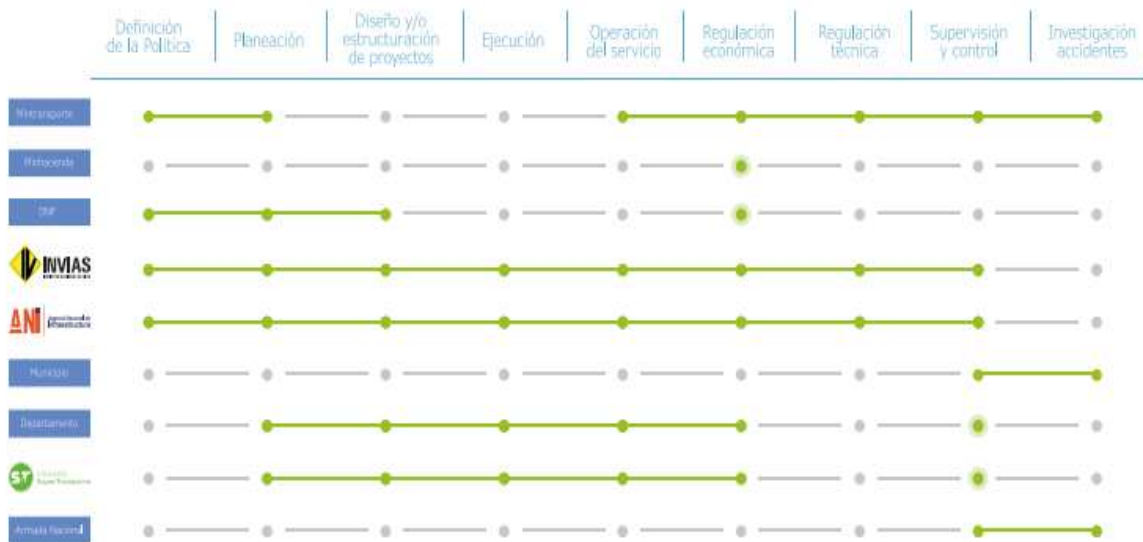 Definición
de la Política
Planeación
Diseño y/o
estructuración
de proyectos
Ejecución
Operación
del servicio
Regulación
económica
Regulación
técnica
Supervisión
y control
Investigación
accidentes
Mintransporte
Minhacienda
DNP
INVIAS
ANI
Infraestructura
Municipio
Departamento
ST
Armada Nacional